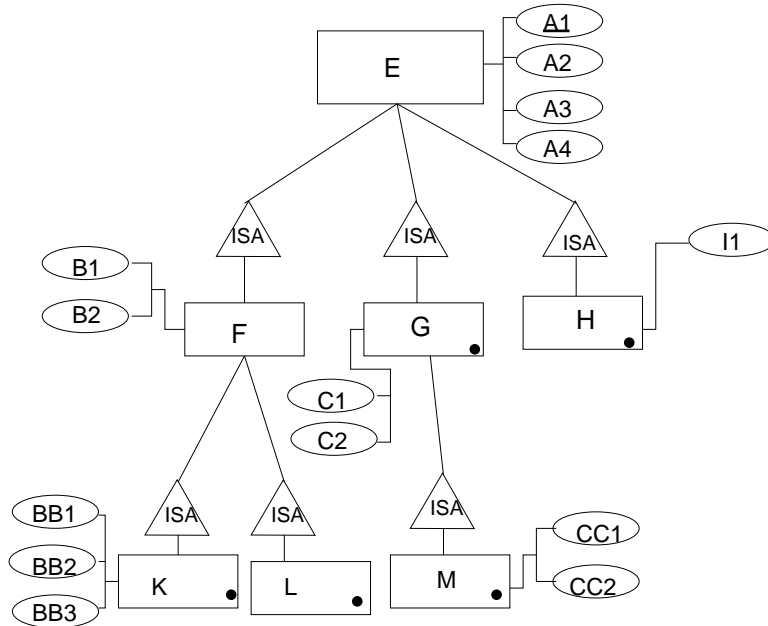 A1
E
A2
A3
A4
ISA
ISA
ISA
I1
B1
B2
F
G
H
C1
C2
ISA
ISA
ISA
BB1
BB2
BB3
K
L
M
CC1
CC2